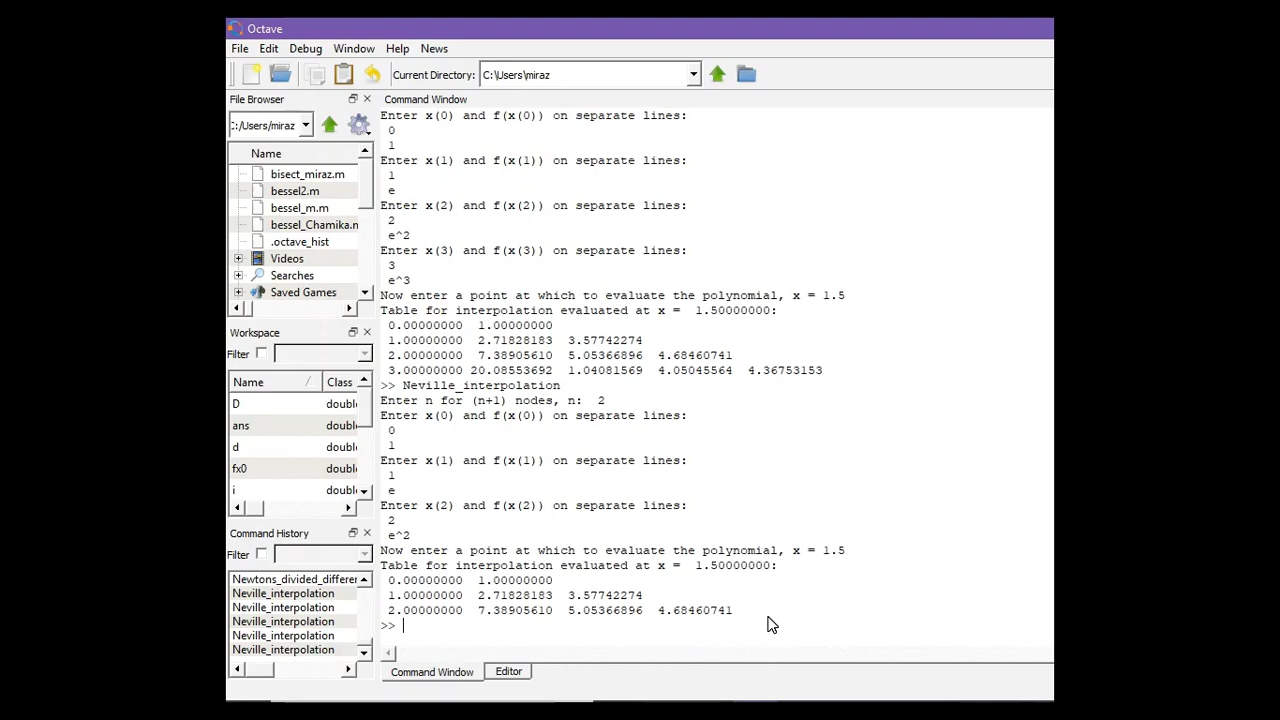 Octave
File Edit Debug Window Help News
Current Directory: C:\Users\miraz
File Browser
C:/Users/miraz
Name
bisect_miraz.m
bessel2.m
bessel_m.m
bessel_Chamika.m
.octave_hist
Videos
Searches
Saved Games
Workspace
Filter
Name / Class
D doubl
ans doubl
d doubl
fx0 doubl
i doubl
Command History
Filter
Newtons_divided_differe
Neville_interpolation
Neville_interpolation
Neville_interpolation
Neville_interpolation
Neville_interpolation
Command Window
Enter x(0) and f(x(0)) on separate lines:
0
1
Enter x(1) and f(x(1)) on separate lines:
1
e
Enter x(2) and f(x(2)) on separate lines:
2
e^2
Enter x(3) and f(x(3)) on separate lines:
3
e^3
Now enter a point at which to evaluate the polynomial, x = 1.5
Table for interpolation evaluated at x = 1.50000000:
0.00000000 1.00000000
1.00000000 2.71828183 3.57742274
2.00000000 7.38905610 5.05366896 4.68460741
3.00000000 20.08553692 1.04081569 4.05045564 4.36753153
>> Neville_interpolation
Enter n for (n+1) nodes, n: 2
Enter x(0) and f(x(0)) on separate lines:
0
1
Enter x(1) and f(x(1)) on separate lines:
1
e
Enter x(2) and f(x(2)) on separate lines:
2
e^2
Now enter a point at which to evaluate the polynomial, x = 1.5
Table for interpolation evaluated at x = 1.50000000:
0.00000000 1.00000000
1.00000000 2.71828183 3.57742274
2.00000000 7.38905610 5.05366896 4.68460741
>>
Command Window Editor